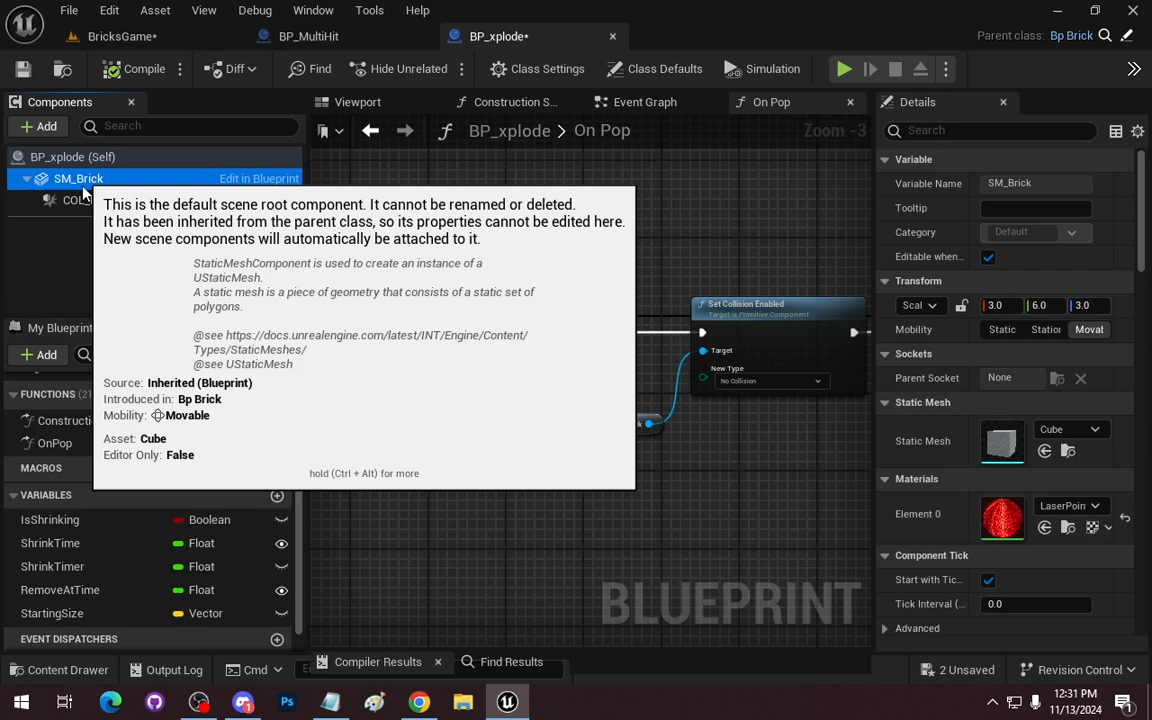 File Edit Asset View Debug Window Tools Help
BricksGame*
BP_MultiHit
BP_xplode*
Parent class: Bp Brick
Compile
Diff
Find
Hide Unrelated
Class Settings
Class Defaults
Simulation
Components
Viewport
Construction S...
Event Graph
On Pop
Details
Add
Search
BP_xplode > On Pop
Zoom -3
Search
BP_xplode (Self)
SM_Brick
Edit in Blueprint
This is the default scene root component. It cannot be renamed or deleted.
It has been inherited from the parent class, so its properties cannot be edited here.
New scene components will automatically be attached to it.
StaticMeshComponent is used to create an instance of a
UStaticMesh.
A static mesh is a piece of geometry that consists of a static set of
polygons.
@see https://docs.unrealengine.com/latest/INT/Engine/Content/
Types/StaticMeshes/
@see UStaticMesh
Source: Inherited (Blueprint)
Introduced in: Bp Brick
Mobility: Movable
Asset: Cube
Editor Only: False
hold (Ctrl + Alt) for more
My Blueprint
Add
FUNCTIONS (21
Constructi
OnPop
MACROS
VARIABLES
IsShrinking Boolean
ShrinkTime Float
ShrinkTimer Float
RemoveAtTime Float
StartingSize Vector
EVENT DISPATCHERS
Set Collision Enabled
Target is Primitive Component
Target
New Type
No Collision
BLUEPRINT
Variable
Variable Name SM_Brick
Tooltip
Category Default
Editable when...
Transform
Scal 3.0 6.0 3.0
Mobility Static Statio Moval
Sockets
Parent Socket None
Static Mesh
Static Mesh Cube
Materials
Element 0 LaserPoin
Component Tick
Start with Tic...
Tick Interval (... 0.0
Advanced
Compiler Results
Find Results
Content Drawer
Output Log
Cmd
2 Unsaved
Revision Control
Ps
12:31 PM
11/13/2024
1